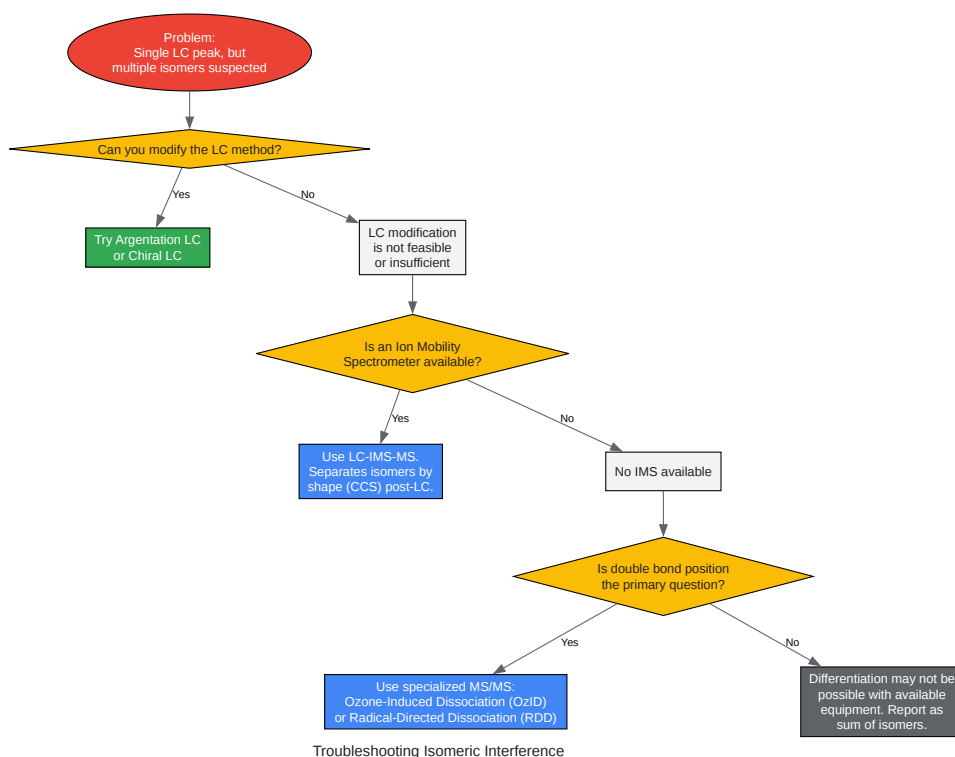 Problem:
Single LC peak, but
multiple isomers suspected
Can you modify the LC method?
Yes
No
Try Argentation LC
or Chiral LC
LC modification
is not feasible
or insufficient
Is an Ion Mobility
Spectrometer available?
Yes
No
Use LC-IMS-MS.
Separates isomers by
shape (CCS) post-LC.
No IMS available
Is double bond position
the primary question?
Yes
No
Use specialized MS/MS:
Ozone-Induced Dissociation (OzID)
or Radical-Directed Dissociation (RDD)
Differentiation may not be
possible with available
equipment. Report as
sum of isomers.
Troubleshooting Isomeric Interference